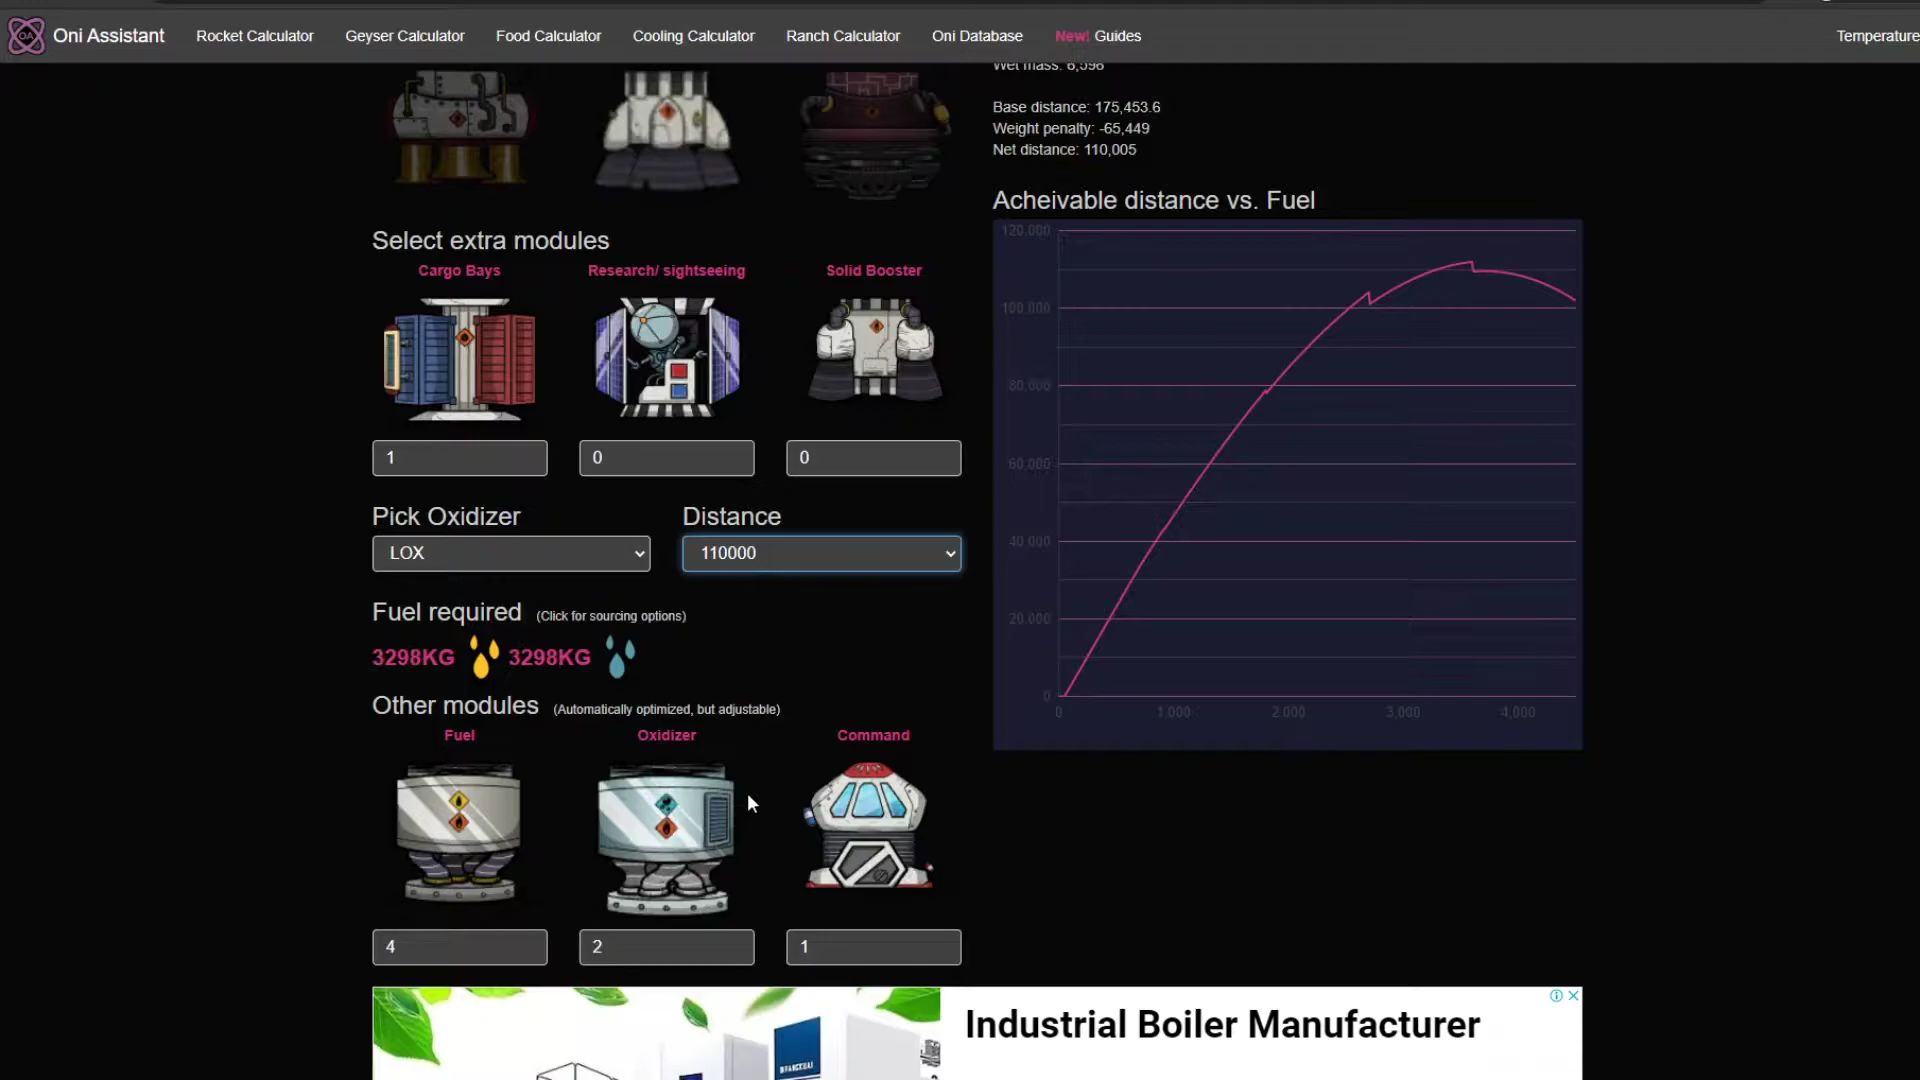 Oni Assistant Rocket Calculator Geyser Calculator Food Calculator Cooling Calculator Ranch Calculator Oni Database New! Guides Temperature
Wet mass: 6,596
Base distance: 175,453.6
Weight penalty: -65,449
Net distance: 110,005
Acheivable distance vs. Fuel
120,000
100,000
80,000
60,000
40,000
20,000
0
0 1,000 2,000 3,000 4,000
Select extra modules
Cargo Bays Research/ sightseeing Solid Booster
1 0 0
Pick Oxidizer Distance
LOX 110000
Fuel required (Click for sourcing options)
3298KG 3298KG
Other modules (Automatically optimized, but adjustable)
Fuel Oxidizer Command
4 2 1
Industrial Boiler Manufacturer